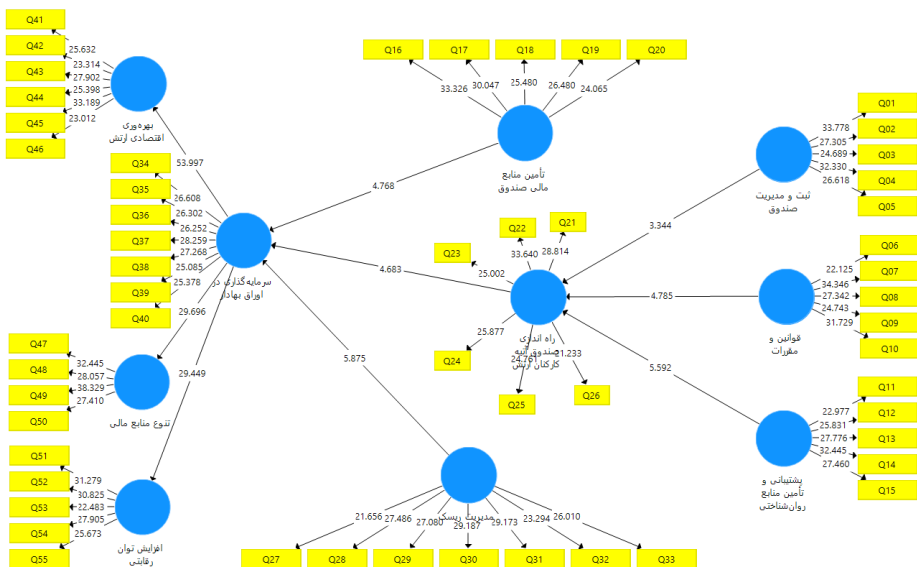 Q41
Q42
Q43
Q44
Q45
Q46
25.632
23.314
27.902
25.398
33.189
23.012
بهره‌وری
اقتصادی ارتش
53.997
Q16
Q17
Q18
Q19
Q20
33.326
30.047
25.480
26.480
24.065
تأمین منابع
مالی صندوق
4.768
Q01
Q02
Q03
Q04
Q05
33.778
27.305
24.689
32.330
26.618
ثبت و مدیریت
صندوق
3.344
Q34
Q35
Q36
Q37
Q38
Q39
Q40
26.608
26.302
26.252
28.259
27.268
25.085
25.378
سرمایه‌گذاری در
اوراق بهادار
4.683
29.696
29.449
5.875
Q21
Q22
Q23
Q24
Q25
Q26
28.814
33.640
25.002
25.877
24.761
21.233
راه اندازی
صندوق آتیه
کارکنان ارتش
Q06
Q07
Q08
Q09
Q10
22.125
34.346
27.342
24.743
31.729
قوانین و
مقررات
4.785
Q47
Q48
Q49
Q50
32.445
28.057
38.329
27.410
تنوع منابع مالی
Q11
Q12
Q13
Q14
Q15
22.977
25.831
27.776
32.445
27.460
پشتیبانی و
تأمین منابع
روان‌شناختی
5.592
Q51
Q52
Q53
Q54
Q55
31.279
30.825
22.483
27.905
25.673
افزایش توان
رقابتی
مدیریت ریسک
21.656
27.486
27.080
29.187
29.173
23.294
26.010
Q27
Q28
Q29
Q30
Q31
Q32
Q33